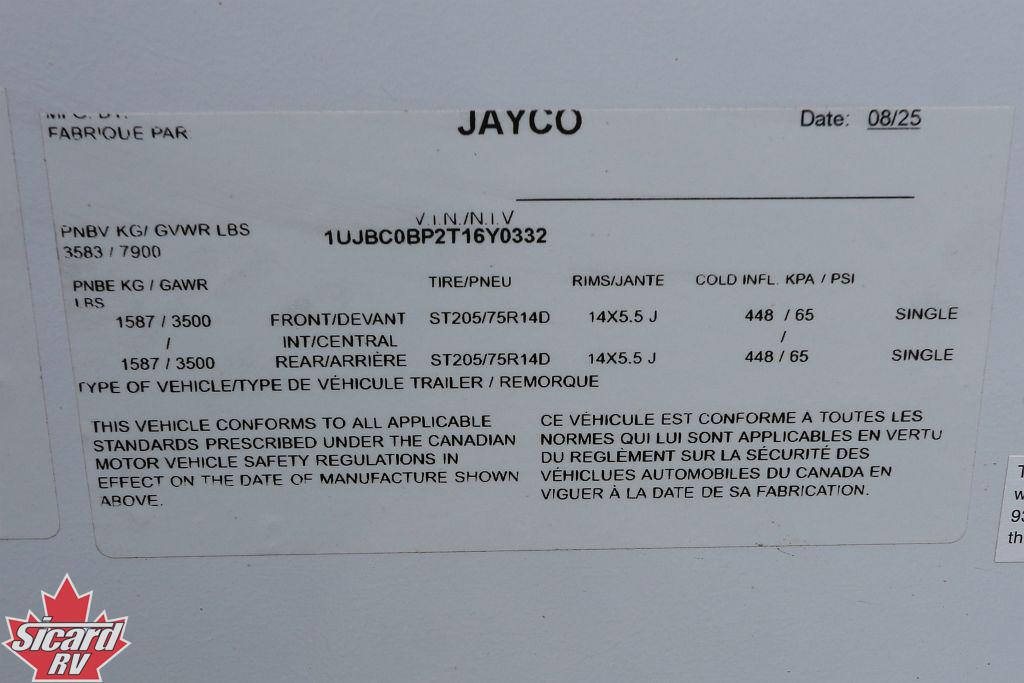 MFG. BY:
FABRIQUE PAR
JAYCO
Date: 08/25
V.I.N./N.I.V
PNBV KG/ GVWR LBS
1UJBC0BP2T16Y0332
3583 / 7900
PNBE KG / GAWR LBS
TIRE/PNEU RIMS/JANTE COLD INFL. KPA / PSI
1587 / 3500 FRONT/DEVANT ST205/75R14D 14X5.5 J 448 / 65 SINGLE
/ INT/CENTRAL /
1587 / 3500 REAR/ARRIÈRE ST205/75R14D 14X5.5 J 448 / 65 SINGLE
TYPE OF VEHICLE/TYPE DE VÉHICULE TRAILER / REMORQUE
THIS VEHICLE CONFORMS TO ALL APPLICABLE
STANDARDS PRESCRIBED UNDER THE CANADIAN
MOTOR VEHICLE SAFETY REGULATIONS IN
EFFECT ON THE DATE OF MANUFACTURE SHOWN
ABOVE.
CE VÉHICULE EST CONFORME A TOUTES LES
NORMES QUI LUI SONT APPLICABLES EN VERTU
DU REGLÈMENT SUR LA SÉCURITÉ DES
VÉHICLUES AUTOMOBILES DU CANADA EN
VIGUER À LA DATE DE SA FABRICATION.
Sicard
RV